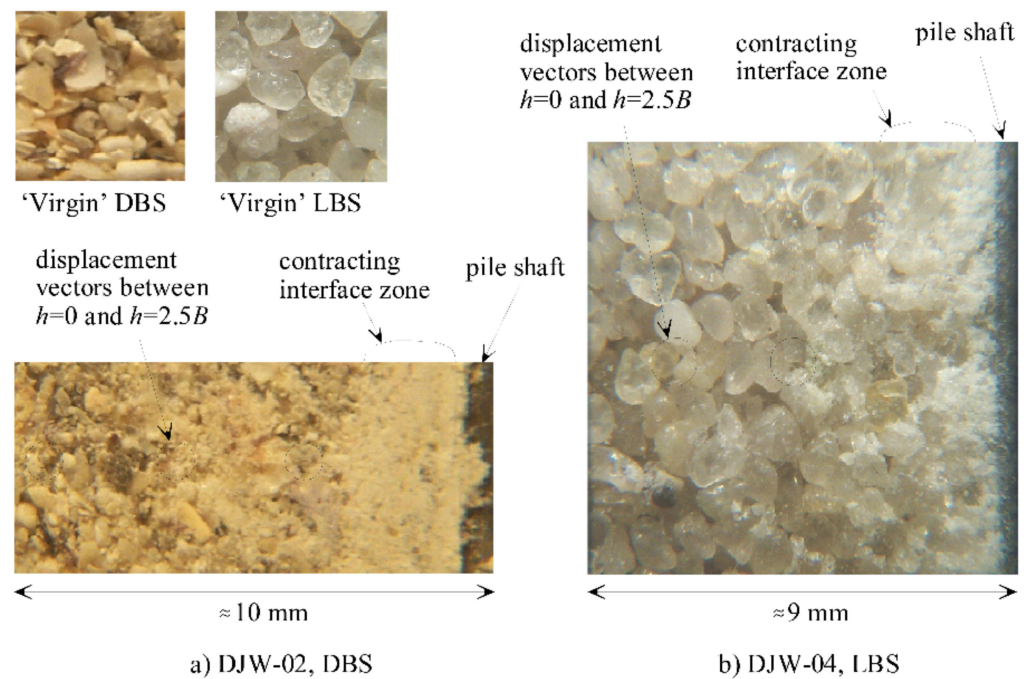 'Virgin' DBS
'Virgin' LBS
displacement
vectors between
h=0 and h=2.5B
contracting
interface zone
pile shaft
≈10 mm
a) DJW-02, DBS
displacement
vectors between
h=0 and h=2.5B
contracting
interface zone
pile shaft
≈9 mm
b) DJW-04, LBS